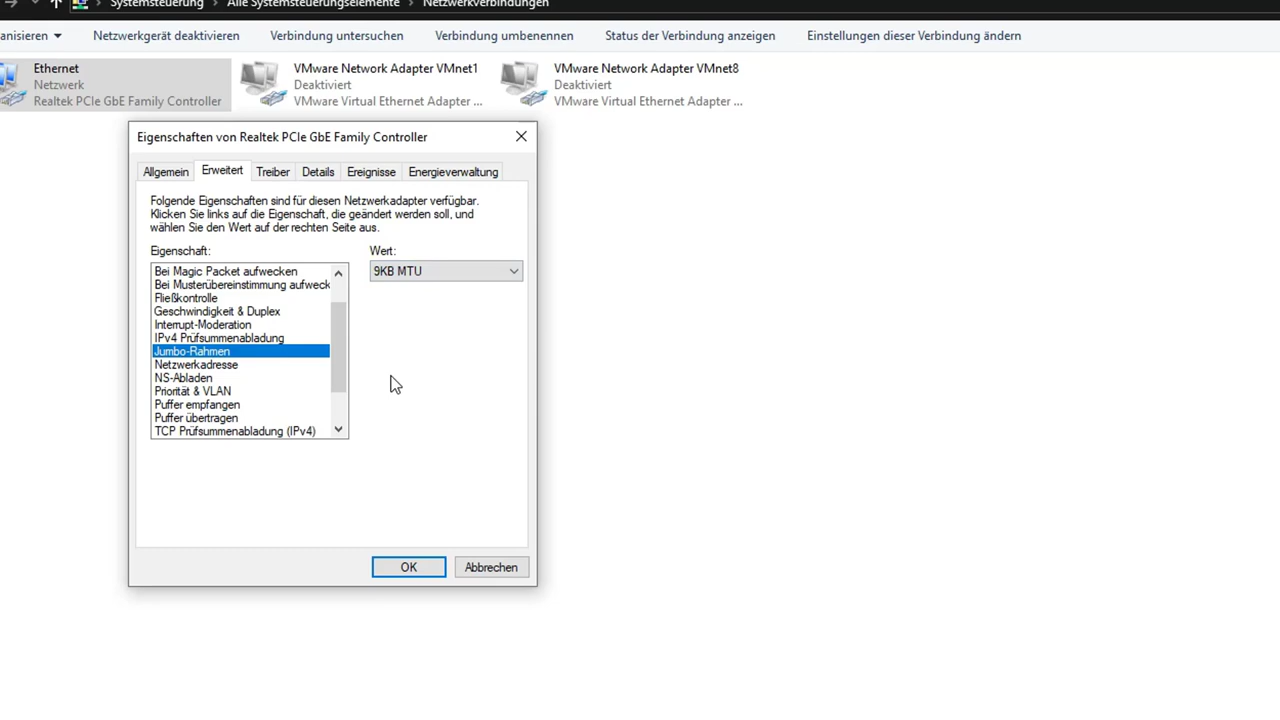 Systemsteuerung › Alle Systemsteuerungselemente › Netzwerkverbindungen
anisieren Netzwerkgerät deaktivieren Verbindung untersuchen Verbindung umbenennen Status der Verbindung anzeigen Einstellungen dieser Verbindung ändern
Ethernet
Netzwerk
Realtek PCIe GbE Family Controller
VMware Network Adapter VMnet1
Deaktiviert
VMware Virtual Ethernet Adapter ...
VMware Network Adapter VMnet8
Deaktiviert
VMware Virtual Ethernet Adapter ...
Eigenschaften von Realtek PCIe GbE Family Controller
Allgemein Erweitert Treiber Details Ereignisse Energieverwaltung
Folgende Eigenschaften sind für diesen Netzwerkadapter verfügbar.
Klicken Sie links auf die Eigenschaft, die geändert werden soll, und
wählen Sie den Wert auf der rechten Seite aus.
Eigenschaft:
Bei Magic Packet aufwecken
Bei Musterübereinstimmung aufweck
Fließkontrolle
Geschwindigkeit & Duplex
Interrupt-Moderation
IPv4 Prüfsummenabladung
Jumbo-Rahmen
Netzwerkadresse
NS-Abladen
Priorität & VLAN
Puffer empfangen
Puffer übertragen
TCP Prüfsummenabladung (IPv4)
Wert:
9KB MTU
OK Abbrechen